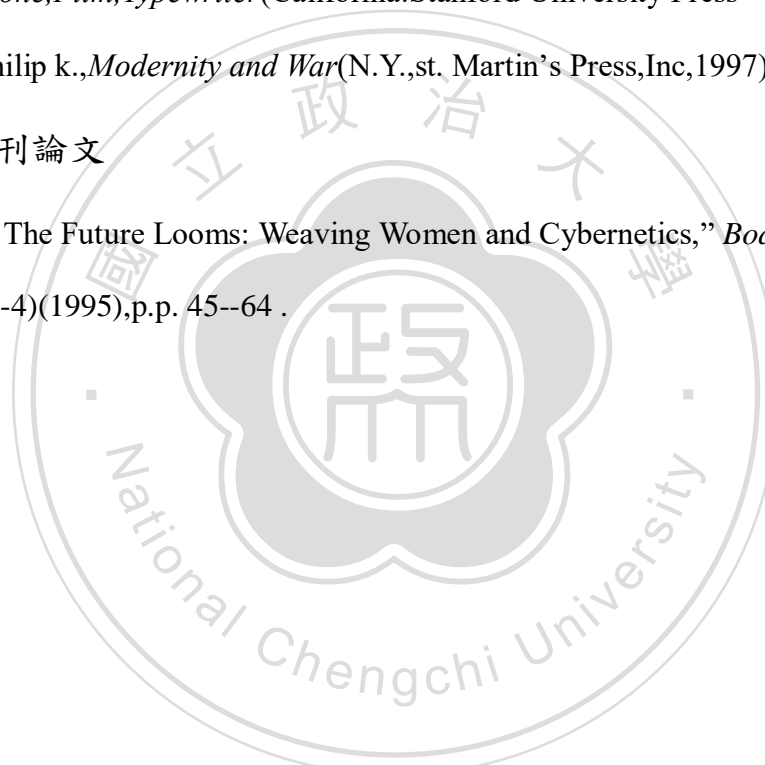 one,Film,Typewriter(California:Stanford University Press
hilip k.,Modernity and War(N.Y.,st. Martin’s Press,Inc,1997)
刊論文
The Future Looms: Weaving Women and Cybernetics,” Bod
-4)(1995),p.p. 45--64 .
國立政治大學
政
National Chengchi University